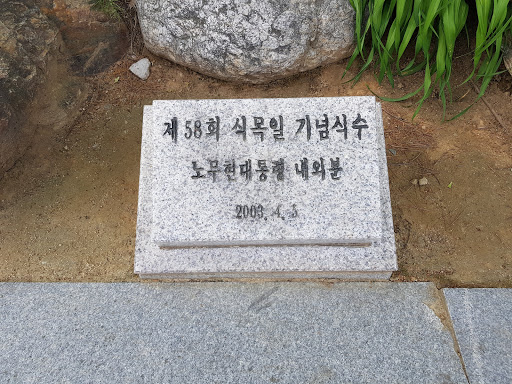 제 58회 식목일 기념식수
노무현대통령 내외분
2003. 4. 5